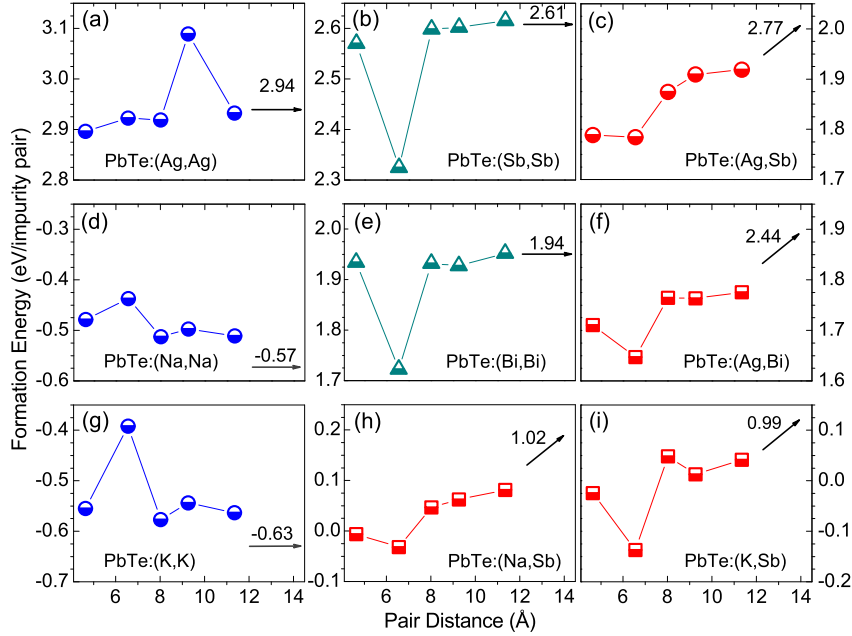 (a)
3.1
3.0
2.9
2.8
2.94
PbTe:(Ag,Ag)
(b)
2.6
2.5
2.4
2.3
2.61
PbTe:(Sb,Sb)
(c)
2.77
2.0
1.9
1.8
1.7
PbTe:(Ag,Sb)
Formation Energy (eV/impurity pair)
(d)
-0.3
-0.4
-0.5
-0.6
PbTe:(Na,Na)
-0.57
(e)
2.0
1.9
1.8
1.7
1.94
PbTe:(Bi,Bi)
(f)
2.44
1.9
1.8
1.7
1.6
PbTe:(Ag,Bi)
(g)
-0.4
-0.5
-0.6
-0.7
-0.63
PbTe:(K,K)
(h)
0.2
0.1
0.0
-0.1
1.02
PbTe:(Na,Sb)
(i)
0.99
0.1
0.0
-0.1
-0.2
PbTe:(K,Sb)
6 8 10 12 14
6 8 10 12 14
6 8 10 12 14
Pair Distance (Å)